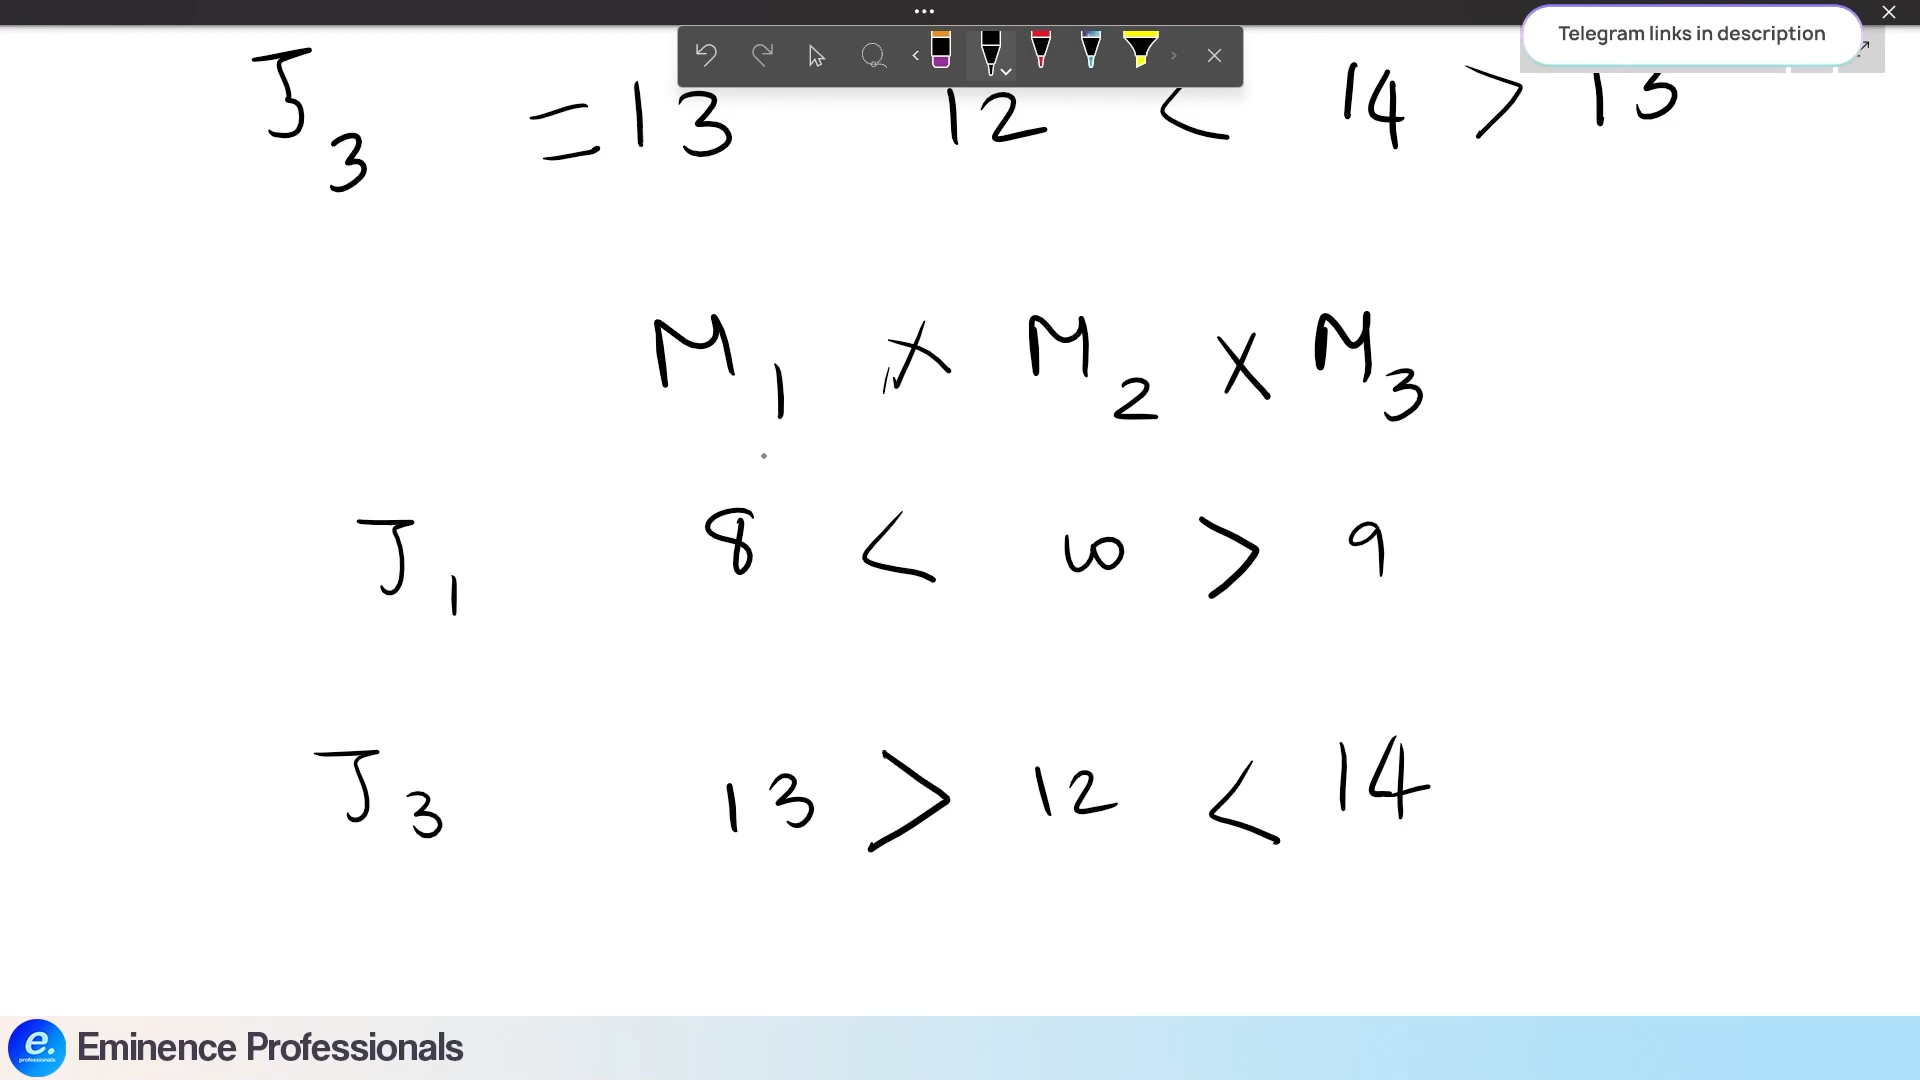 ...
Telegram links in description
J3 = 13 12 < 14 > 13
M1 X M2 X M3
J1 8 < 10 > 9
J3 13 > 12 < 14
e.
professionals
Eminence Professionals